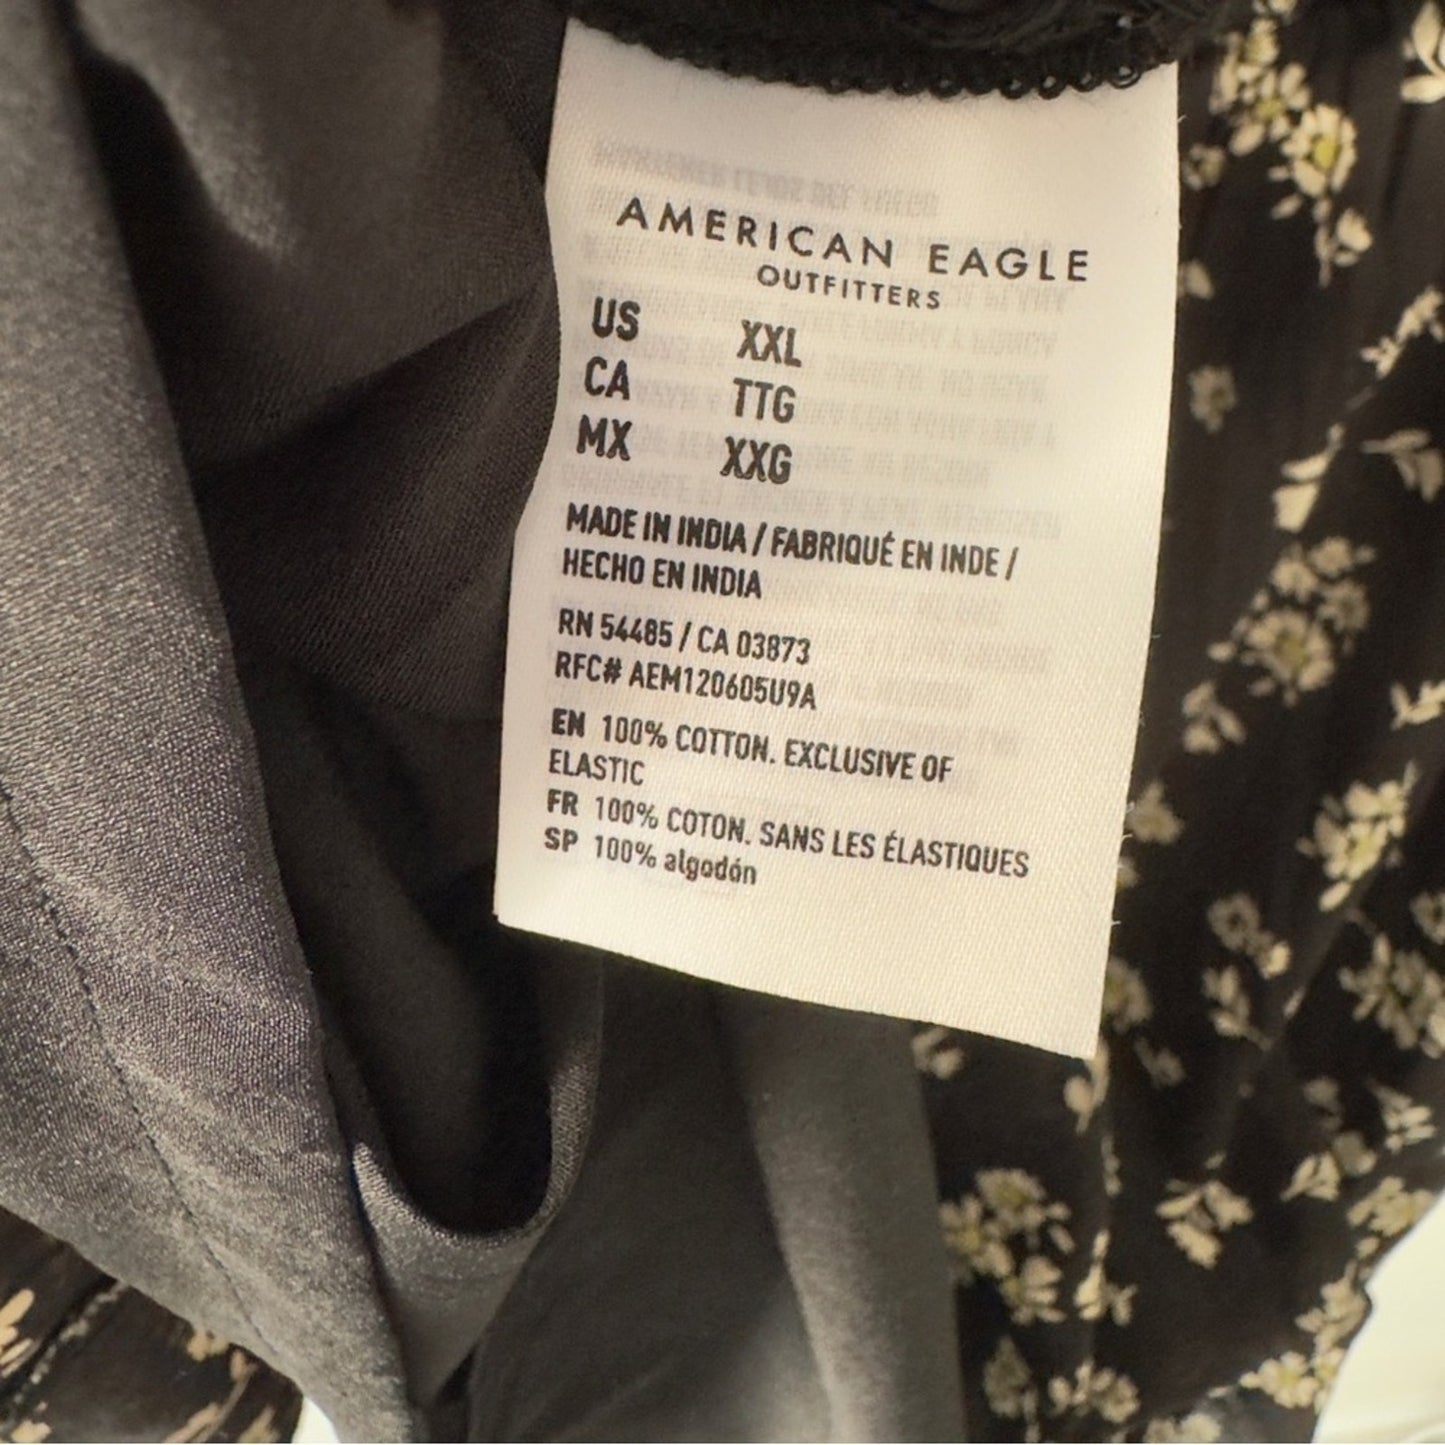 AMERICAN EAGLE
OUTFITTERS
US XXL
CA TTG
MX XXG
MADE IN INDIA / FABRIQUÉ EN INDE /
HECHO EN INDIA
RN 54485 / CA 03873
RFC# AEM120605U9A
EN 100% COTTON. EXCLUSIVE OF
ELASTIC
FR 100% COTON. SANS LES ÉLASTIQUES
SP 100% algodón